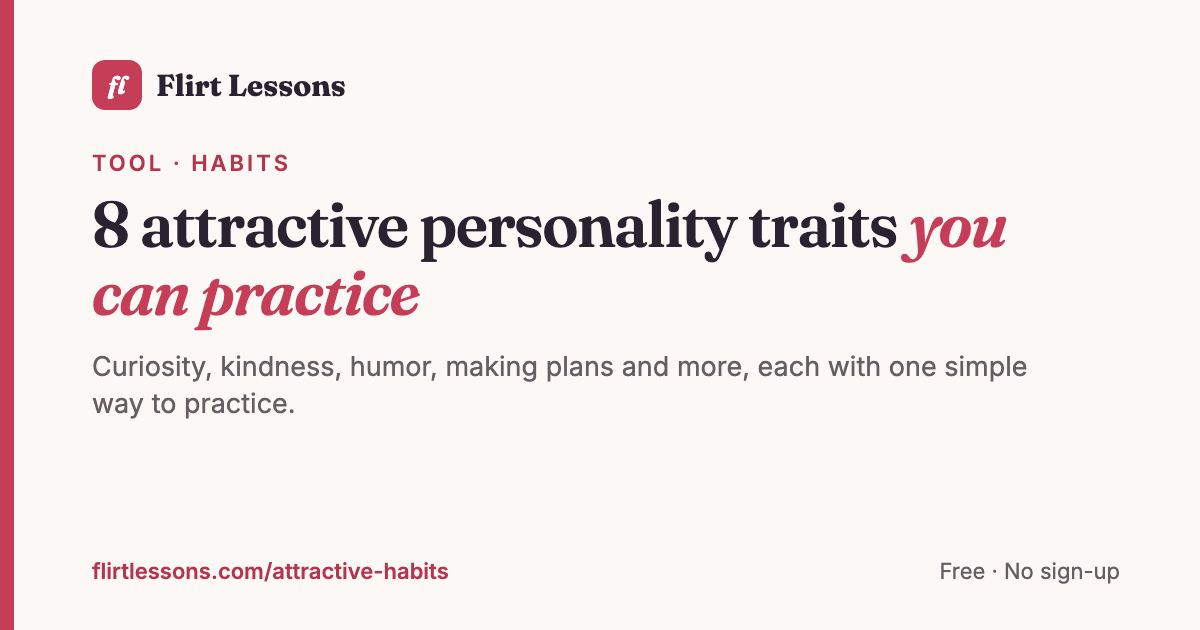 fl Flirt Lessons
TOOL · HABITS
8 attractive personality traits you
can practice
Curiosity, kindness, humor, making plans and more, each with one simple
way to practice.
flirtlessons.com/attractive-habits
Free · No sign-up